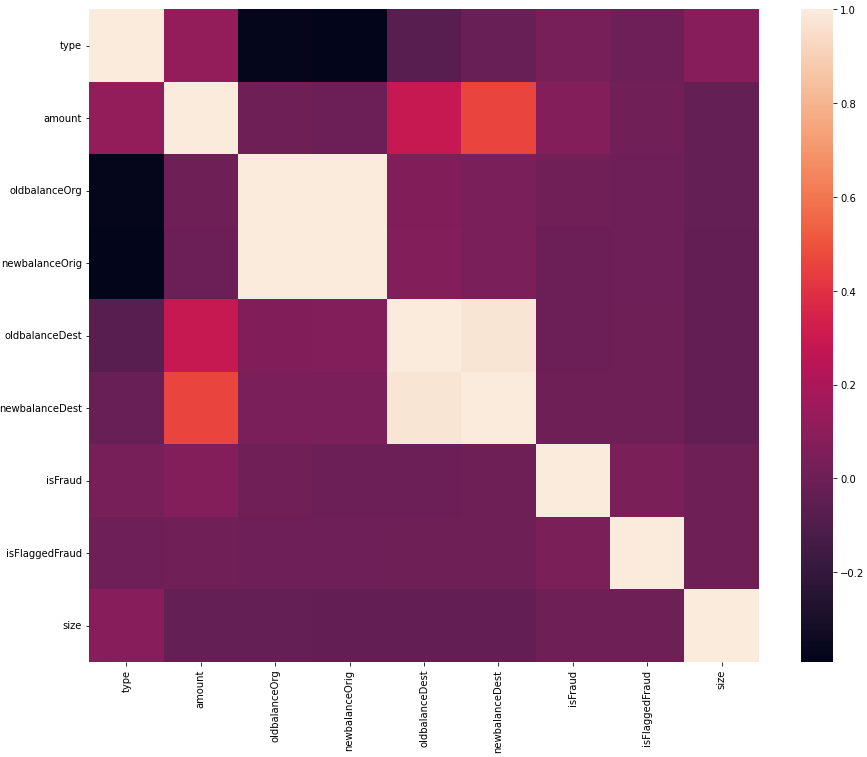 type
amount
oldbalanceOrg
newbalanceOrig
oldbalanceDest
newbalanceDest
isFraud
isFlaggedFraud
size
type
amount
oldbalanceOrg
newbalanceOrig
oldbalanceDest
newbalanceDest
isFraud
isFlaggedFraud
size
1.0
0.8
0.6
0.4
0.2
0.0
−0.2